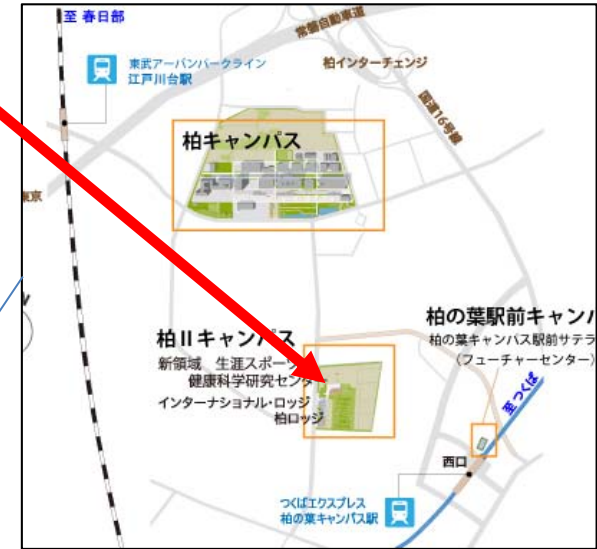 至 春日部
常磐自動車道
東武アーバンパークライン
江戸川台駅
柏インターチェンジ
国道16号線
柏キャンパス
東京
柏の葉駅前キャンパ
柏の葉キャンパス駅前サテラ
(フューチャーセンター)
柏IIキャンパス
新領域 生涯スポーツ
健康科学研究センタ
インターナショナル・ロッジ
柏ロッジ
至 つくば
西口
つくばエクスプレス
柏の葉キャンパス駅